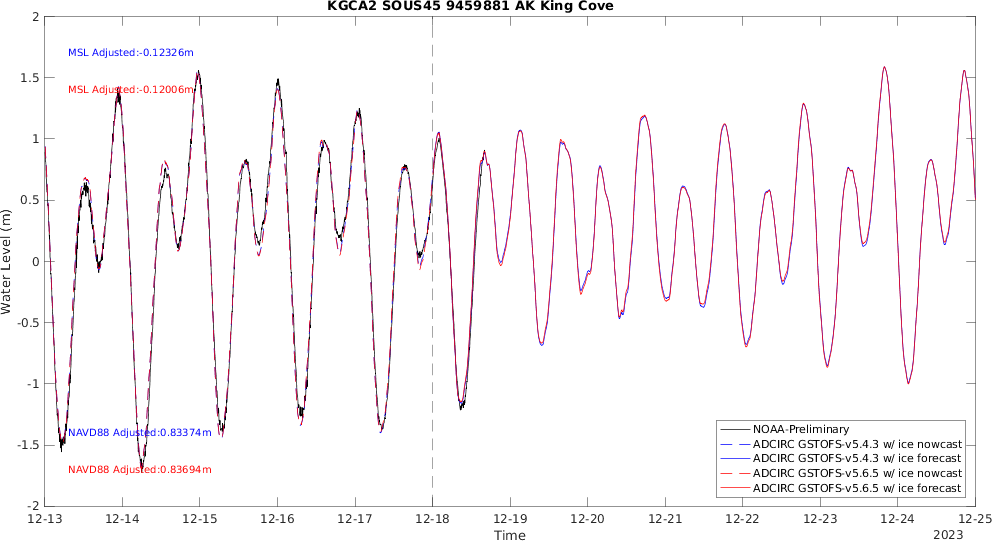 KGCA2 SOUS45 9459881 AK King Cove
MSL Adjusted:-0.12326m
MSL Adjusted:-0.12006m
NAVD88 Adjusted:0.83374m
NAVD88 Adjusted:0.83694m
Water Level (m)
2
1.5
1
0.5
0
-0.5
-1
-1.5
-2
NOAA-Preliminary
ADCIRC GSTOFS-v5.4.3 w/ ice nowcast
ADCIRC GSTOFS-v5.4.3 w/ ice forecast
ADCIRC GSTOFS-v5.6.5 w/ ice nowcast
ADCIRC GSTOFS-v5.6.5 w/ ice forecast
12-13 12-14 12-15 12-16 12-17 12-18 12-19 12-20 12-21 12-22 12-23 12-24 12-25
Time
2023